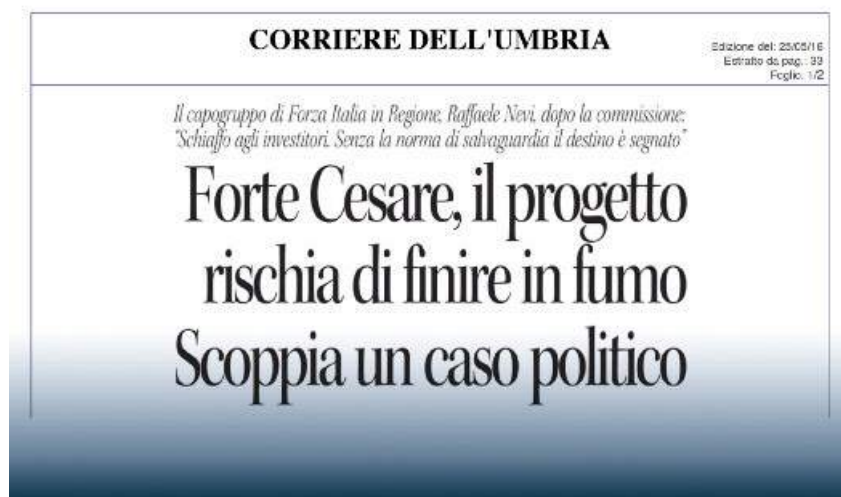 CORRIERE DELL'UMBRIA
Edizione del: 25/05/16
Estratto da pag.: 33
Foglio: 1/2
Il capogruppo di Forza Italia in Regione, Raffaele Nevi, dopo la commissione:
"Schiaffo agli investitori. Senza la norma di salvaguardia il destino è segnato"
Forte Cesare, il progetto
rischia di finire in fumo
Scoppia un caso politico